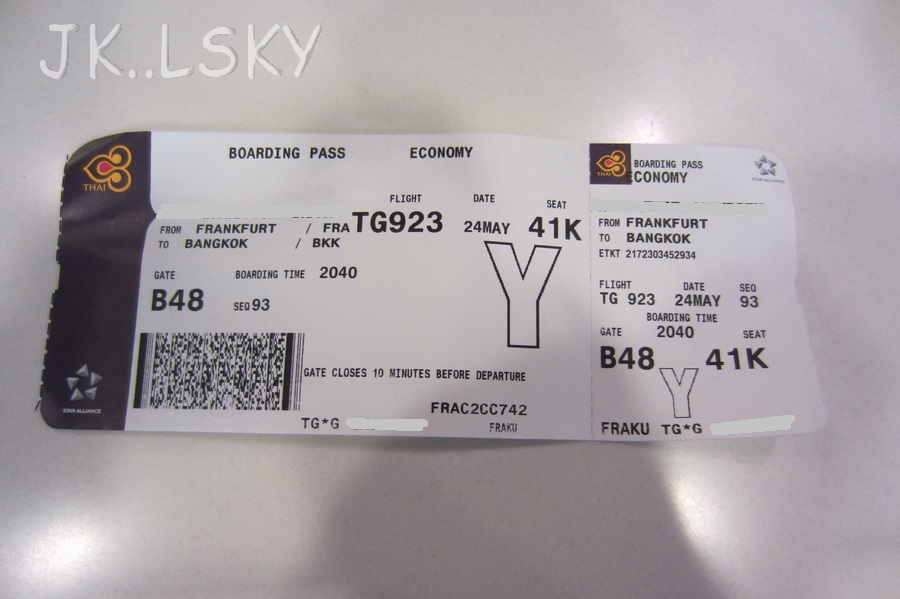 JK..LSKY
BOARDING PASS ECONOMY
THAI
FLIGHT DATE SEAT
FROM FRANKFURT / FRA TG923 24MAY 41K
TO BANGKOK / BKK
Y
GATE BOARDING TIME 2040
B48 SEQ 93
GATE CLOSES 10 MINUTES BEFORE DEPARTURE
STAR ALLIANCE
FRAC2CC742
TG*G FRAKU
THAI
BOARDING PASS
ECONOMY
STAR ALLIANCE
FROM FRANKFURT
TO BANGKOK
ETKT 2172303452934
FLIGHT DATE SEQ
TG 923 24MAY 93
BOARDING TIME
GATE 2040 SEAT
B48 41K
Y
FRAKU TG*G